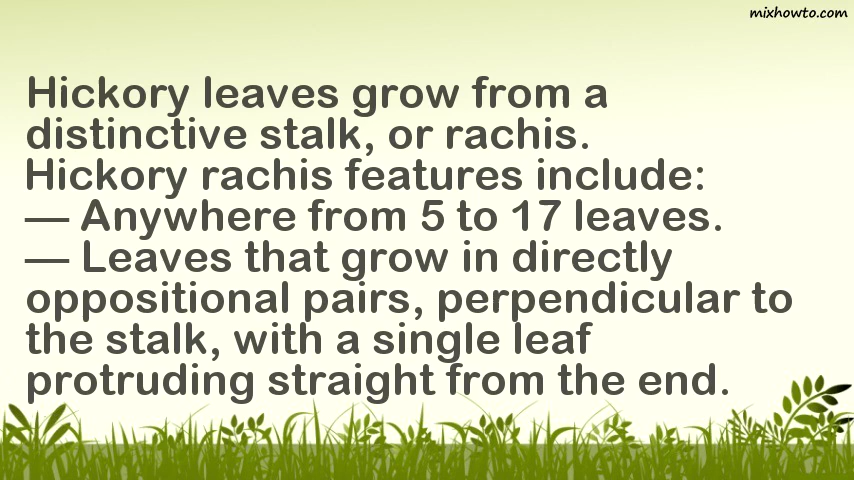 mixhowto.com
Hickory leaves grow from a
distinctive stalk, or rachis.
Hickory rachis features include:
— Anywhere from 5 to 17 leaves.
— Leaves that grow in directly
oppositional pairs, perpendicular to
the stalk, with a single leaf
protruding straight from the end.